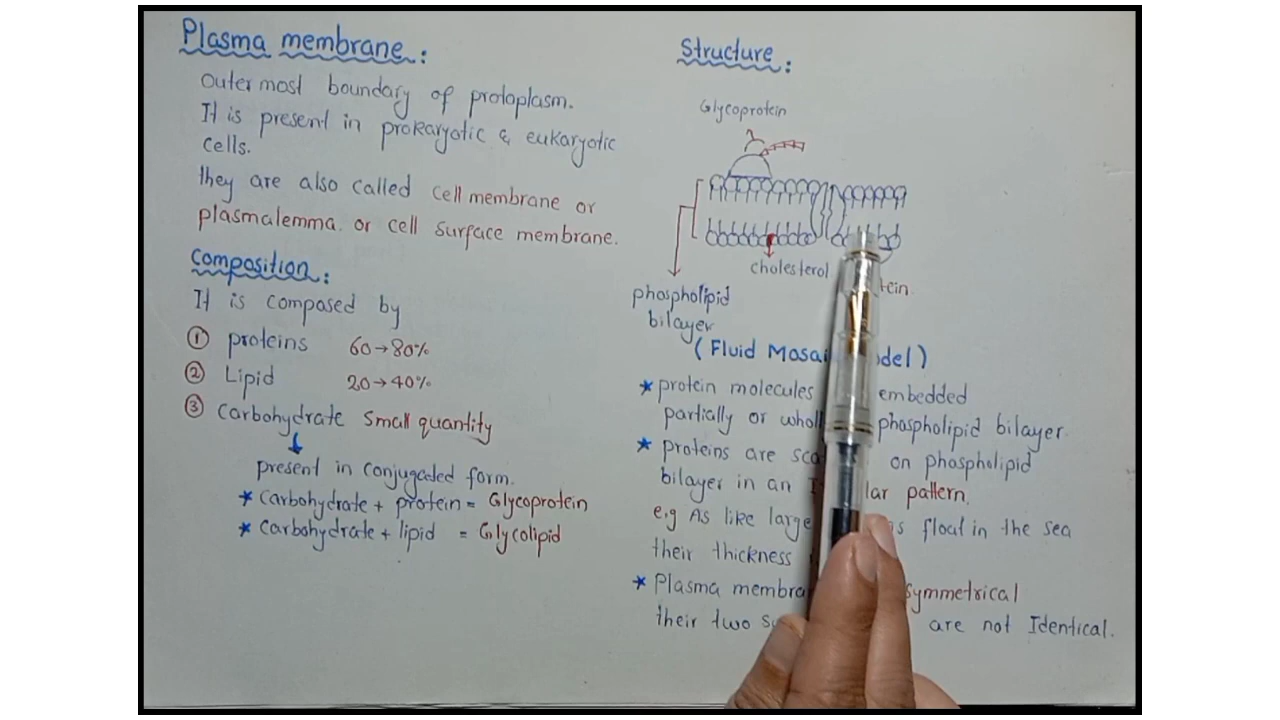 Plasma membrane:
Outermost boundary of protoplasm.
It is present in prokaryotic & eukaryotic
cells.
they are also called cell membrane or
plasmalemma or cell surface membrane.
Composition:
It is composed by
① proteins 60→80%
② Lipid 20→40%
③ Carbohydrate Small quantity
present in conjugaded form.
* Carbohydrate + protein = Glycoprotein
* Carbohydrate + lipid = Glycolipid
Structure:
Glycoprotein
cholesterol
tein
phospholipid
bilayer
(Fluid Mosai del)
* protein molecules embedded
partially or whol phospholipid bilayer.
* proteins are sca on phospholipid
bilayer in an lar pattern.
e.g As like large s float in the sea
their thickness
* Plasma membra symmetrical
their two are not Identical.